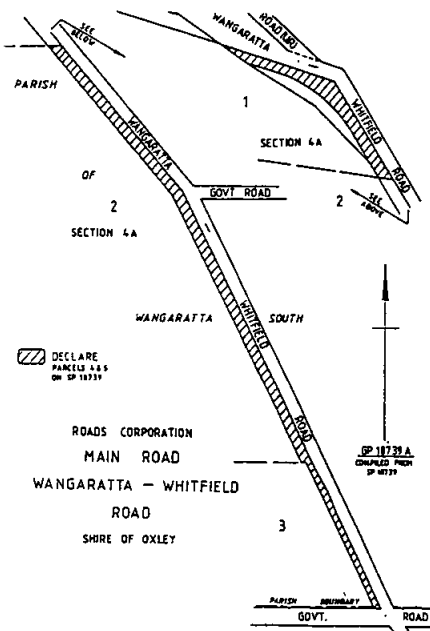 SEE
BELOW
PARISH
WANGARATTA
ROAD
WHITFIELD
ROAD
1
SECTION 4A
2
SEE
ABOVE
WANGARATTA
OF
2
SECTION 4A
GOVT ROAD
WANGARATTA SOUTH
WHITFIELD
ROAD
DECLARE
PARCELS 4 & 5
ON SP 18739
ROADS CORPORATION
MAIN ROAD
WANGARATTA — WHITFIELD
ROAD
SHIRE OF OXLEY
GP 18739 A
COMPILED FROM
SP 18739
3
PARISH BOUNDARY
GOVT. ROAD